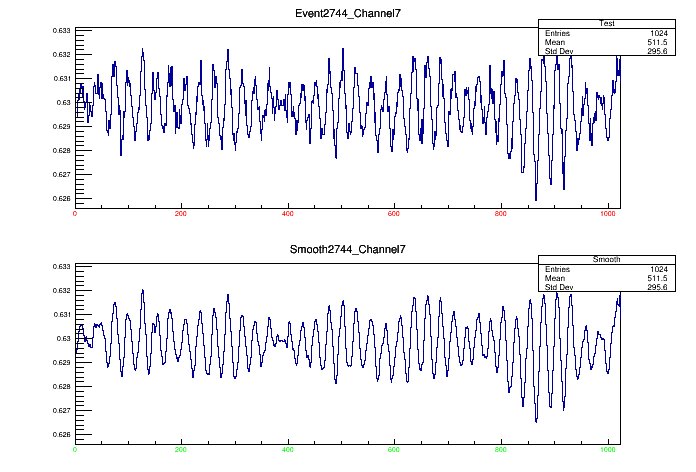 Event2744_Channel7
Test
Entries 1024
Mean 511.5
Std Dev 295.6
0.633
0.632
0.631
0.63
0.629
0.628
0.627
0.626
0 200 400 600 800 1000
Smooth2744_Channel7
Smooth
Entries 1024
Mean 511.5
Std Dev 295.6
0.633
0.632
0.631
0.63
0.629
0.628
0.627
0.626
0 200 400 600 800 1000